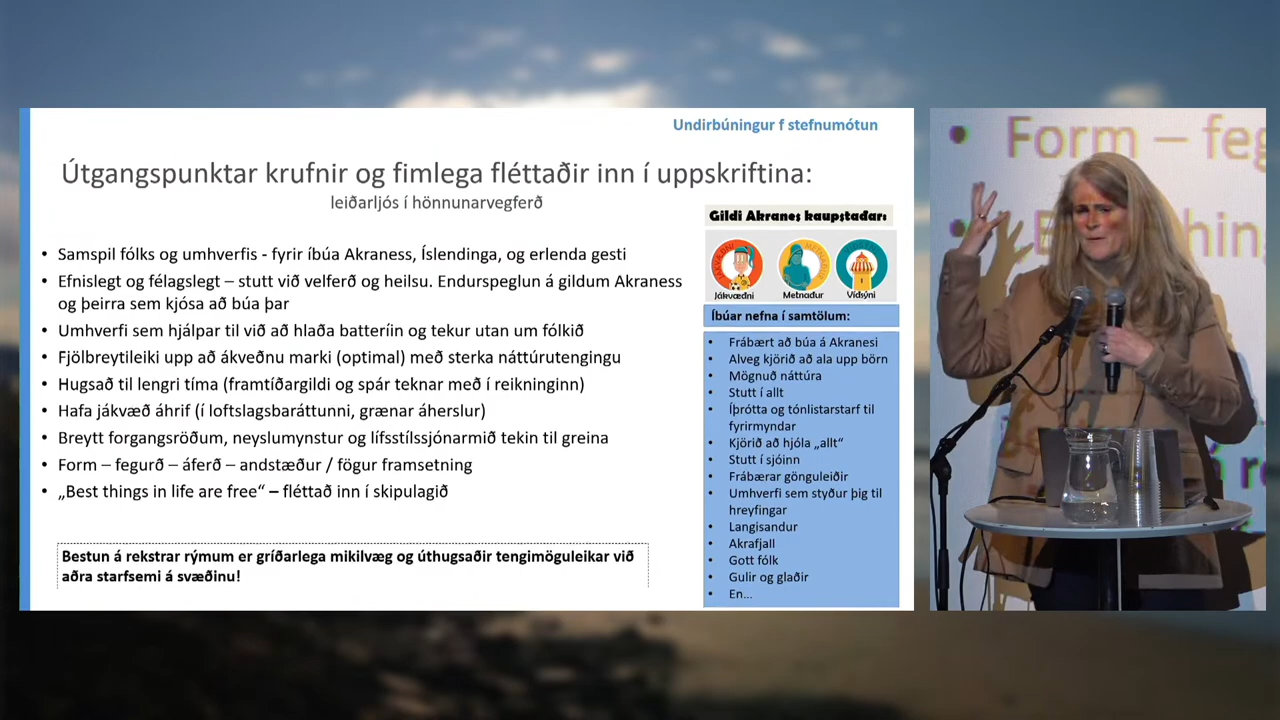 Undirbúningur f stefnumótun
Útgangspunktar krufnir og fimlega fléttaðir inn í uppskriftina:
leiðarljós í hönnunarvegferð
• Samspil fólks og umhverfis - fyrir íbúa Akraness, Íslendinga, og erlenda gesti
• Efnislegt og félagslegt – stutt við velferð og heilsu. Endurspeglun á gildum Akraness
og þeirra sem kjósa að búa þar
• Umhverfi sem hjálpar til við að hlaða batteríin og tekur utan um fólkið
• Fjölbreytileiki upp að ákveðnu marki (optimal) með sterka náttúrutengingu
• Hugsað til lengri tíma (framtíðargildi og spár teknar með í reikninginn)
• Hafa jákvæð áhrif (í loftslagsbaráttunni, grænar áherslur)
• Breytt forgangsröðum, neyslumynstur og lífsstílssjónarmið tekin til greina
• Form – fegurð – áferð – andstæður / fögur framsetning
• „Best things in life are free“ – fléttað inn í skipulagið
Bestun á rekstrar rýmum er gríðarlega mikilvæg og úthugsaðir tengimöguleikar við
aðra starfsemi á svæðinu!
Gildi Akranes kaupstaðar:
Jákvæðni Metnaður Víðsýni
Íbúar nefna í samtölum:
• Frábært að búa á Akranesi
• Alveg kjörið að ala upp börn
• Mögnuð náttúra
• Stutt í allt
• Íþrótta og tónlistarstarf til
fyrirmyndar
• Kjörið að hjóla „allt“
• Stutt í sjóinn
• Frábærar gönguleiðir
• Umhverfi sem styður þig til
hreyfingar
• Langisandur
• Akrafjall
• Gott fólk
• Gulir og glaðir
• En...
• Form – feg